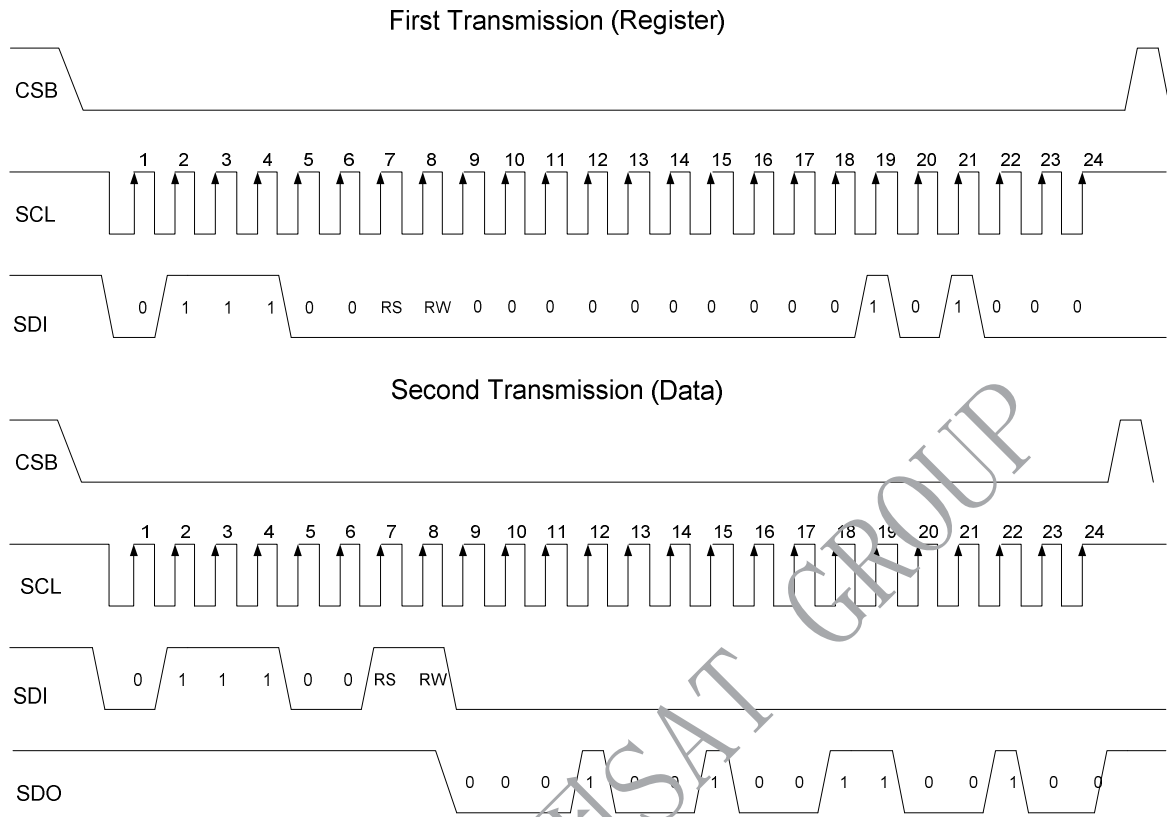 First Transmission (Register)
CSB
1 2 3 4 5 6 7 8 9 10 11 12 13 14 15 16 17 18 19 20 21 22 23 24
SCL
0 1 1 1 0 0 RS RW 0 0 0 0 0 0 0 0 0 0 1 0 1 0 0 0
SDI
Second Transmission (Data)
CSB
1 2 3 4 5 6 7 8 9 10 11 12 13 14 15 16 17 18 19 20 21 22 23 24
SCL
0 1 1 1 0 0 RS RW
SDI
0 0 0 1 0 0 1 0 0 1 1 0 0 1 0 0
SDO
GROUP